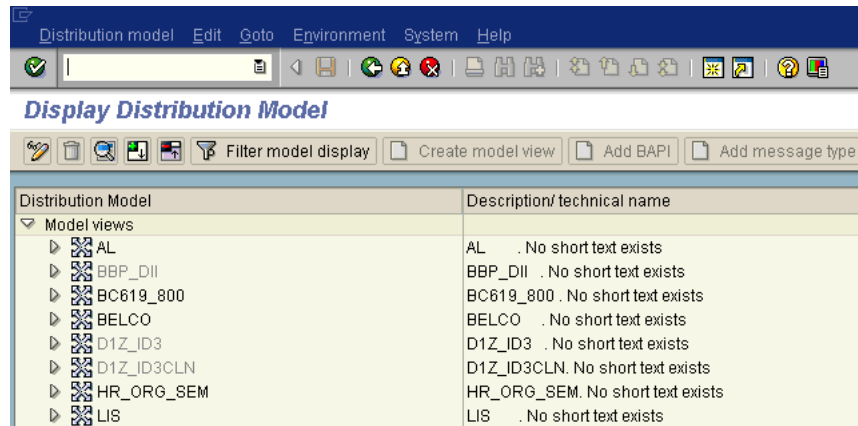 Distribution model Edit Goto Environment System Help
Display Distribution Model
Filter model display Create model view Add BAPI Add message type
Distribution Model Description/ technical name
Model views
AL AL . No short text exists
BBP_DII BBP_DII . No short text exists
BC619_800 BC619_800 . No short text exists
BELCO BELCO . No short text exists
D1Z_ID3 D1Z_ID3 . No short text exists
D1Z_ID3CLN D1Z_ID3CLN. No short text exists
HR_ORG_SEM HR_ORG_SEM. No short text exists
LIS LIS . No short text exists